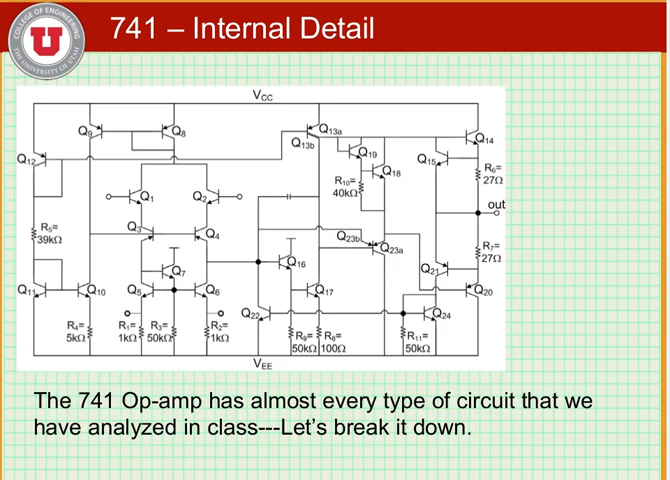 COLLEGE OF ENGINEERING
THE UNIVERSITY OF UTAH
U
741 – Internal Detail
VCC
Q9
Q8
Q13a
Q13b
Q14
Q12
Q19
Q18
Q15
R10=
40kΩ
R6=
27Ω
Q1
Q2
out
R5=
39kΩ
Q3
Q4
Q23b
Q23a
R7=
27Ω
Q7
Q16
Q21
Q11
Q10
Q5
Q6
Q17
Q20
Q22
Q24
R4=
5kΩ
R1=
1kΩ
R3=
50kΩ
R2=
1kΩ
R9=
50kΩ
R8=
100Ω
R11=
50kΩ
VEE
The 741 Op-amp has almost every type of circuit that we
have analyzed in class---Let's break it down.